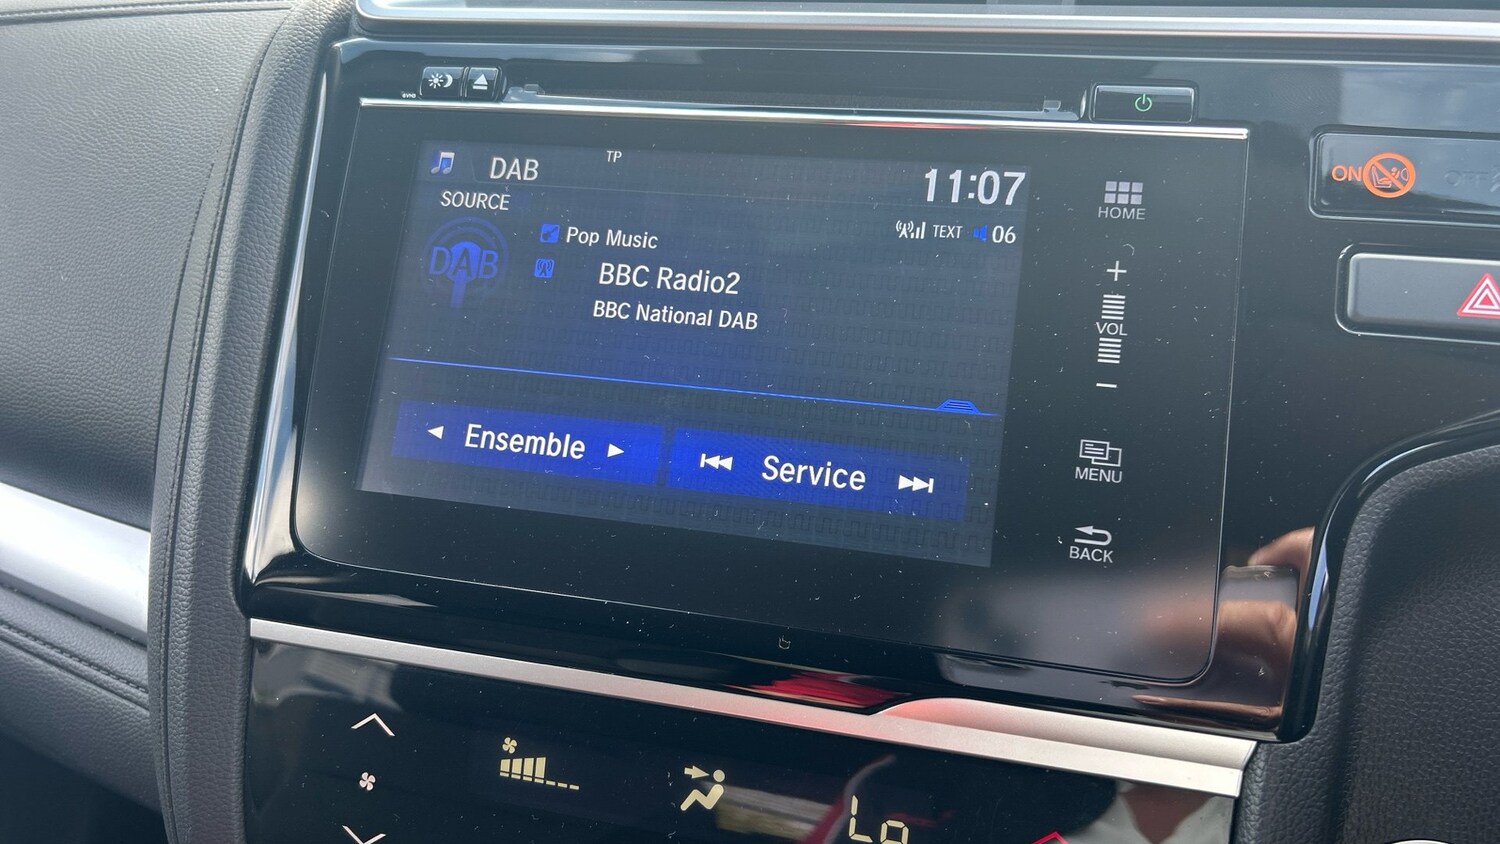 DAB
TP
11:07
SOURCE
TEXT
06
DAB
Pop Music
BBC Radio2
BBC National DAB
Ensemble
Service
HOME
+
VOL
−
MENU
BACK
ON
OFF
Lo